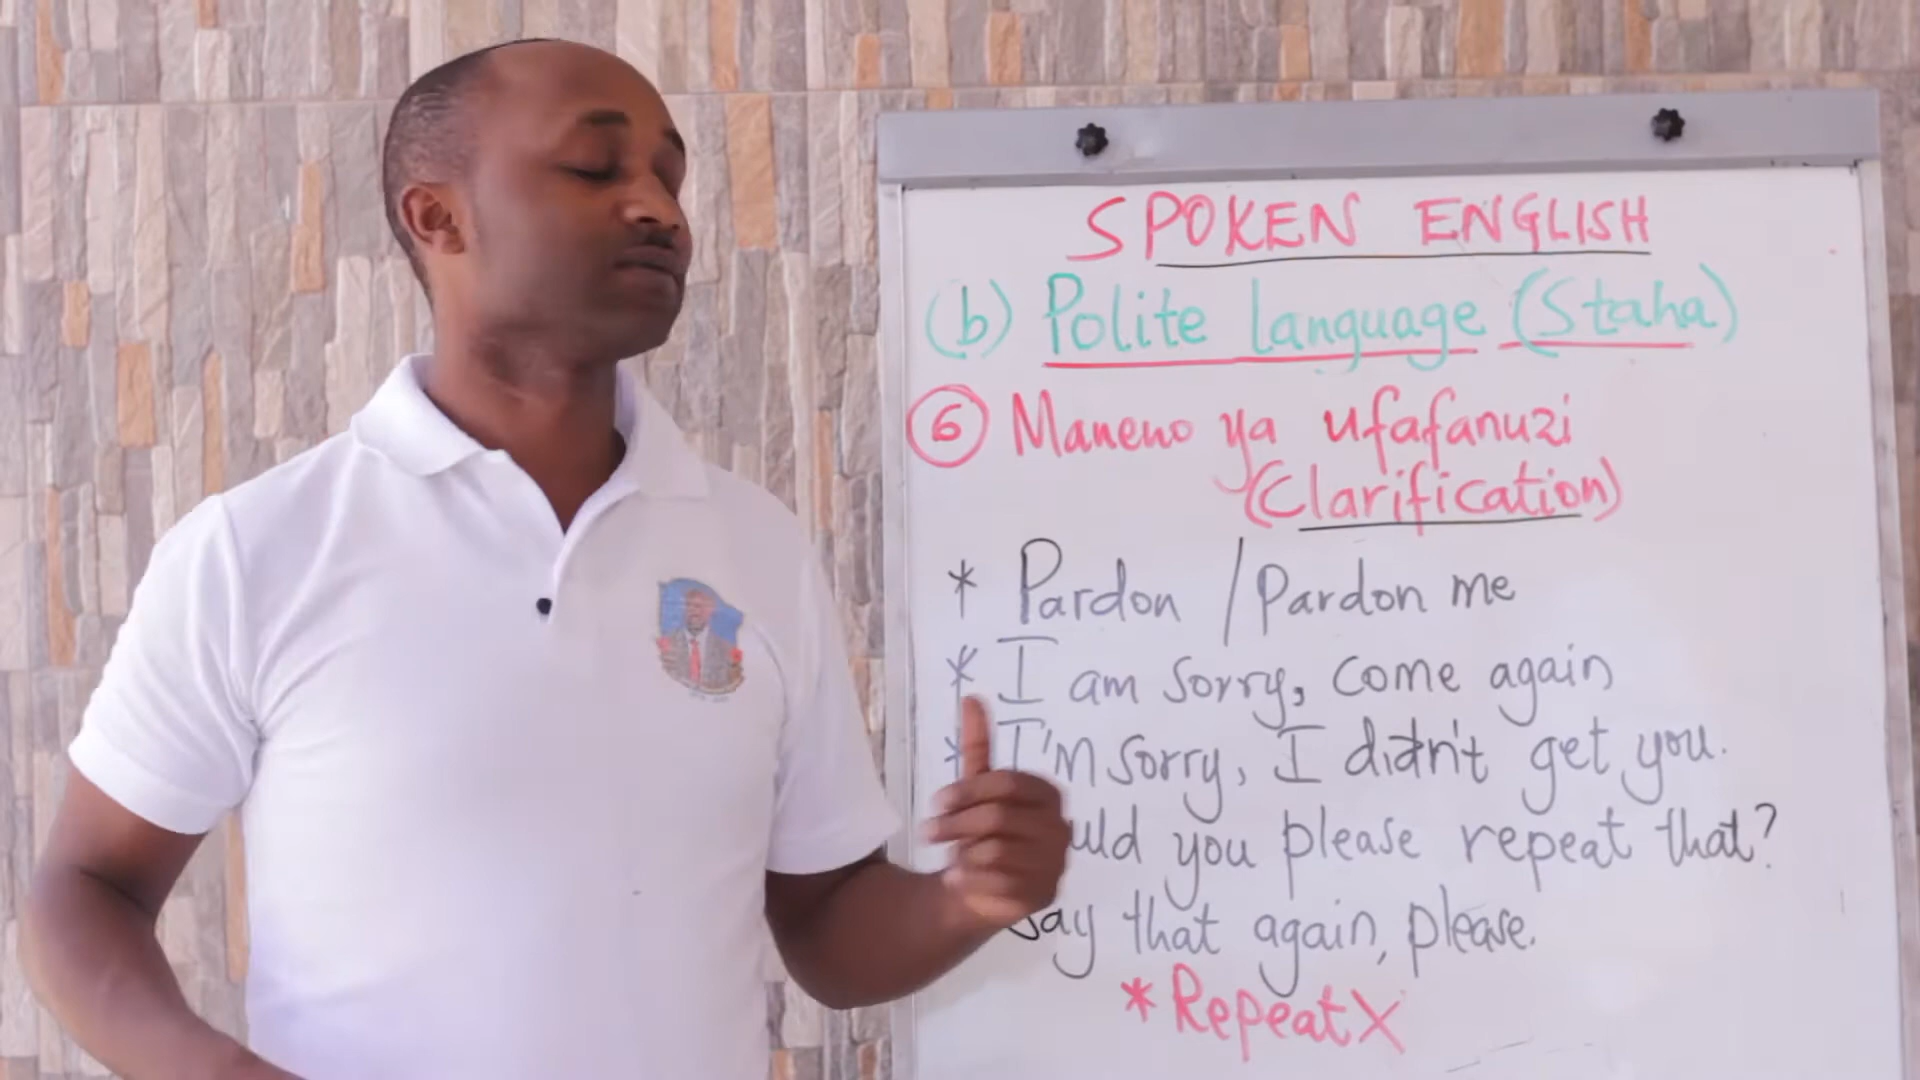 SPOKEN ENGLISH
(b) Polite language (Staha)
6 Maneno ya ufafanuzi
(Clarification)
* Pardon / Pardon me
* I am sorry, come again
* I'm sorry, I didn't get you.
you please repeat that?
Say that again, please.
* Repeat X